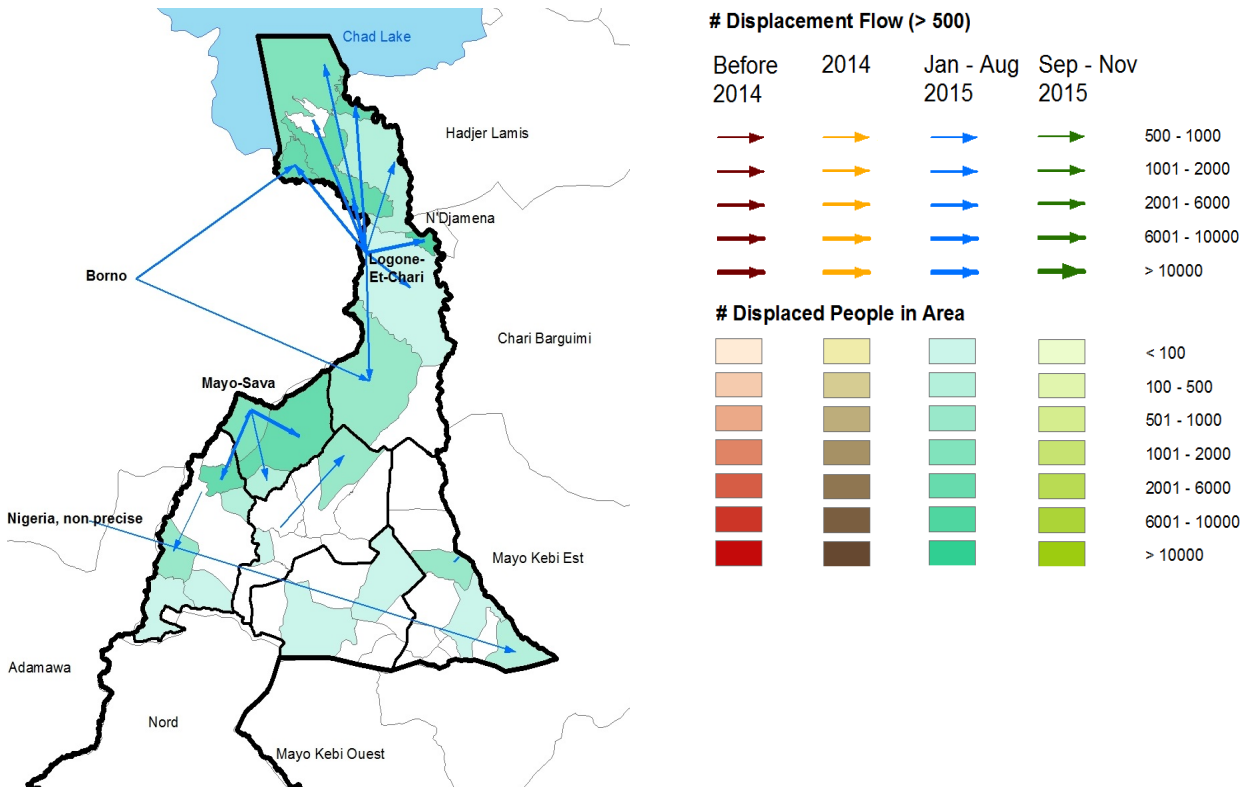 Chad Lake
Hadjer Lamis
N'Djamena
Logone-
Et-Chari
Borno
Chari Barguimi
Mayo-Sava
Nigeria, non precise
Mayo Kebi Est
Adamawa
Nord
Mayo Kebi Ouest
# Displacement Flow (> 500)
Before 2014 Jan - Aug Sep - Nov
2014 2015 2015
500 - 1000
1001 - 2000
2001 - 6000
6001 - 10000
> 10000
# Displaced People in Area
< 100
100 - 500
501 - 1000
1001 - 2000
2001 - 6000
6001 - 10000
> 10000